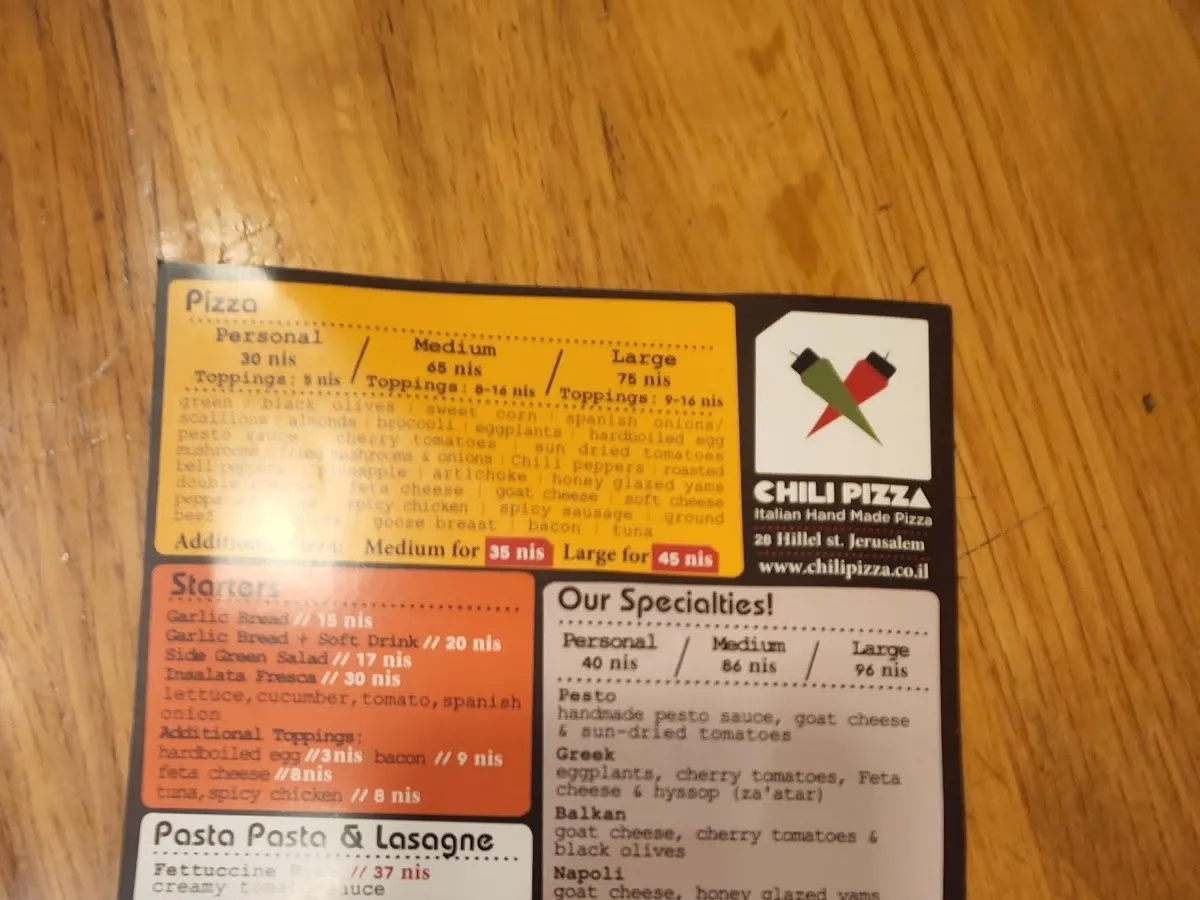 Pizza
Personal / Medium / Large
30 nis 65 nis 75 nis
Toppings: 5 nis Toppings: 8-16 nis Toppings: 9-16 nis
green / black olives | sweet corn | spanish onions/
scallions almonds | broccoli | eggplants | hardboiled egg
pesto sauce cherry tomatoes sun dried tomatoes
mushrooms fried mushrooms & onions | Chili peppers | roasted
bell peppers pineapple | artichoke | honey glazed yams
double feta cheese | goat cheese | soft cheese
spicy chicken | spicy sausage | ground
beef goose breast | bacon | tuna
Medium for 35 nis Large for 45 nis
CHILI PIZZA
Italian Hand Made Pizza
28 Hillel st. Jerusalem
www.chilipizza.co.il
Starters
Garlic Bread // 15 nis
Garlic Bread + Soft Drink // 20 nis
Side Green Salad // 17 nis
Insalata Fresca // 30 nis
lettuce, cucumber, tomato, spanish
onion
Additional Toppings:
hardboiled egg //3nis bacon // 9 nis
feta cheese //8nis
tuna, spicy chicken // 8 nis
Pasta Pasta & Lasagne
Fettuccine // 37 nis
creamy tomato sauce
Our Specialties!
Personal / Medium / Large
40 nis 86 nis 96 nis
Pesto
handmade pesto sauce, goat cheese
& sun-dried tomatoes
Greek
eggplants, cherry tomatoes, Feta
cheese & hyssop (za'atar)
Balkan
goat cheese, cherry tomatoes &
black olives
Napoli
goat cheese, honey glazed yams